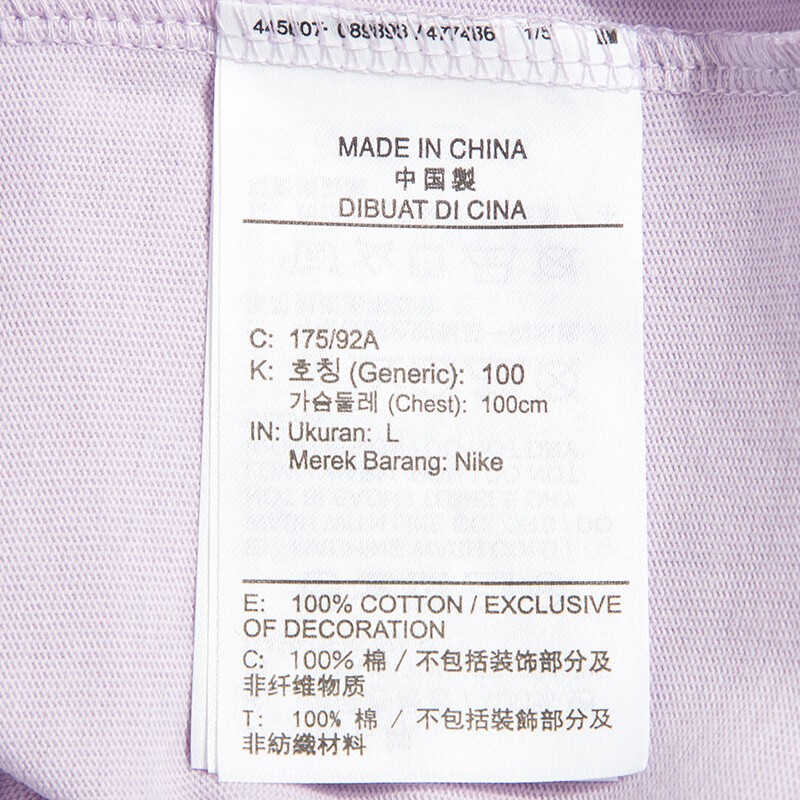 MADE IN CHINA
中国製
DIBUAT DI CINA
C: 175/92A
K: 호칭 (Generic): 100
가슴둘레 (Chest): 100cm
IN: Ukuran: L
Merek Barang: Nike
E: 100% COTTON / EXCLUSIVE
OF DECORATION
C: 100% 棉 / 不包括装饰部分及
非纤维物质
T: 100% 棉 / 不包括裝飾部分及
非紡織材料